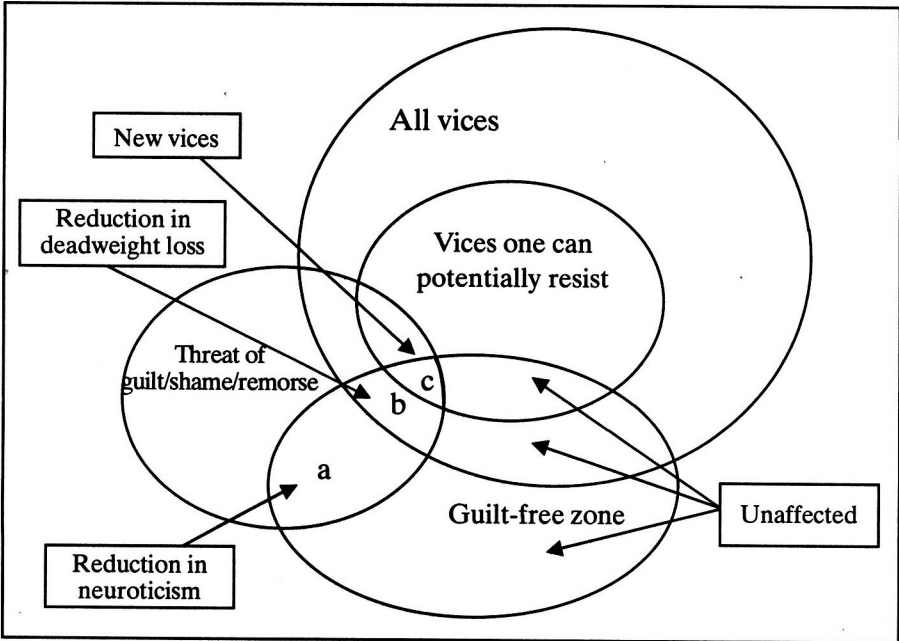 All vices
New vices
Reduction in
deadweight loss
Vices one can
potentially resist
Threat of
guilt/shame/remorse
c
b
a
Guilt-free zone
Unaffected
Reduction in
neuroticism